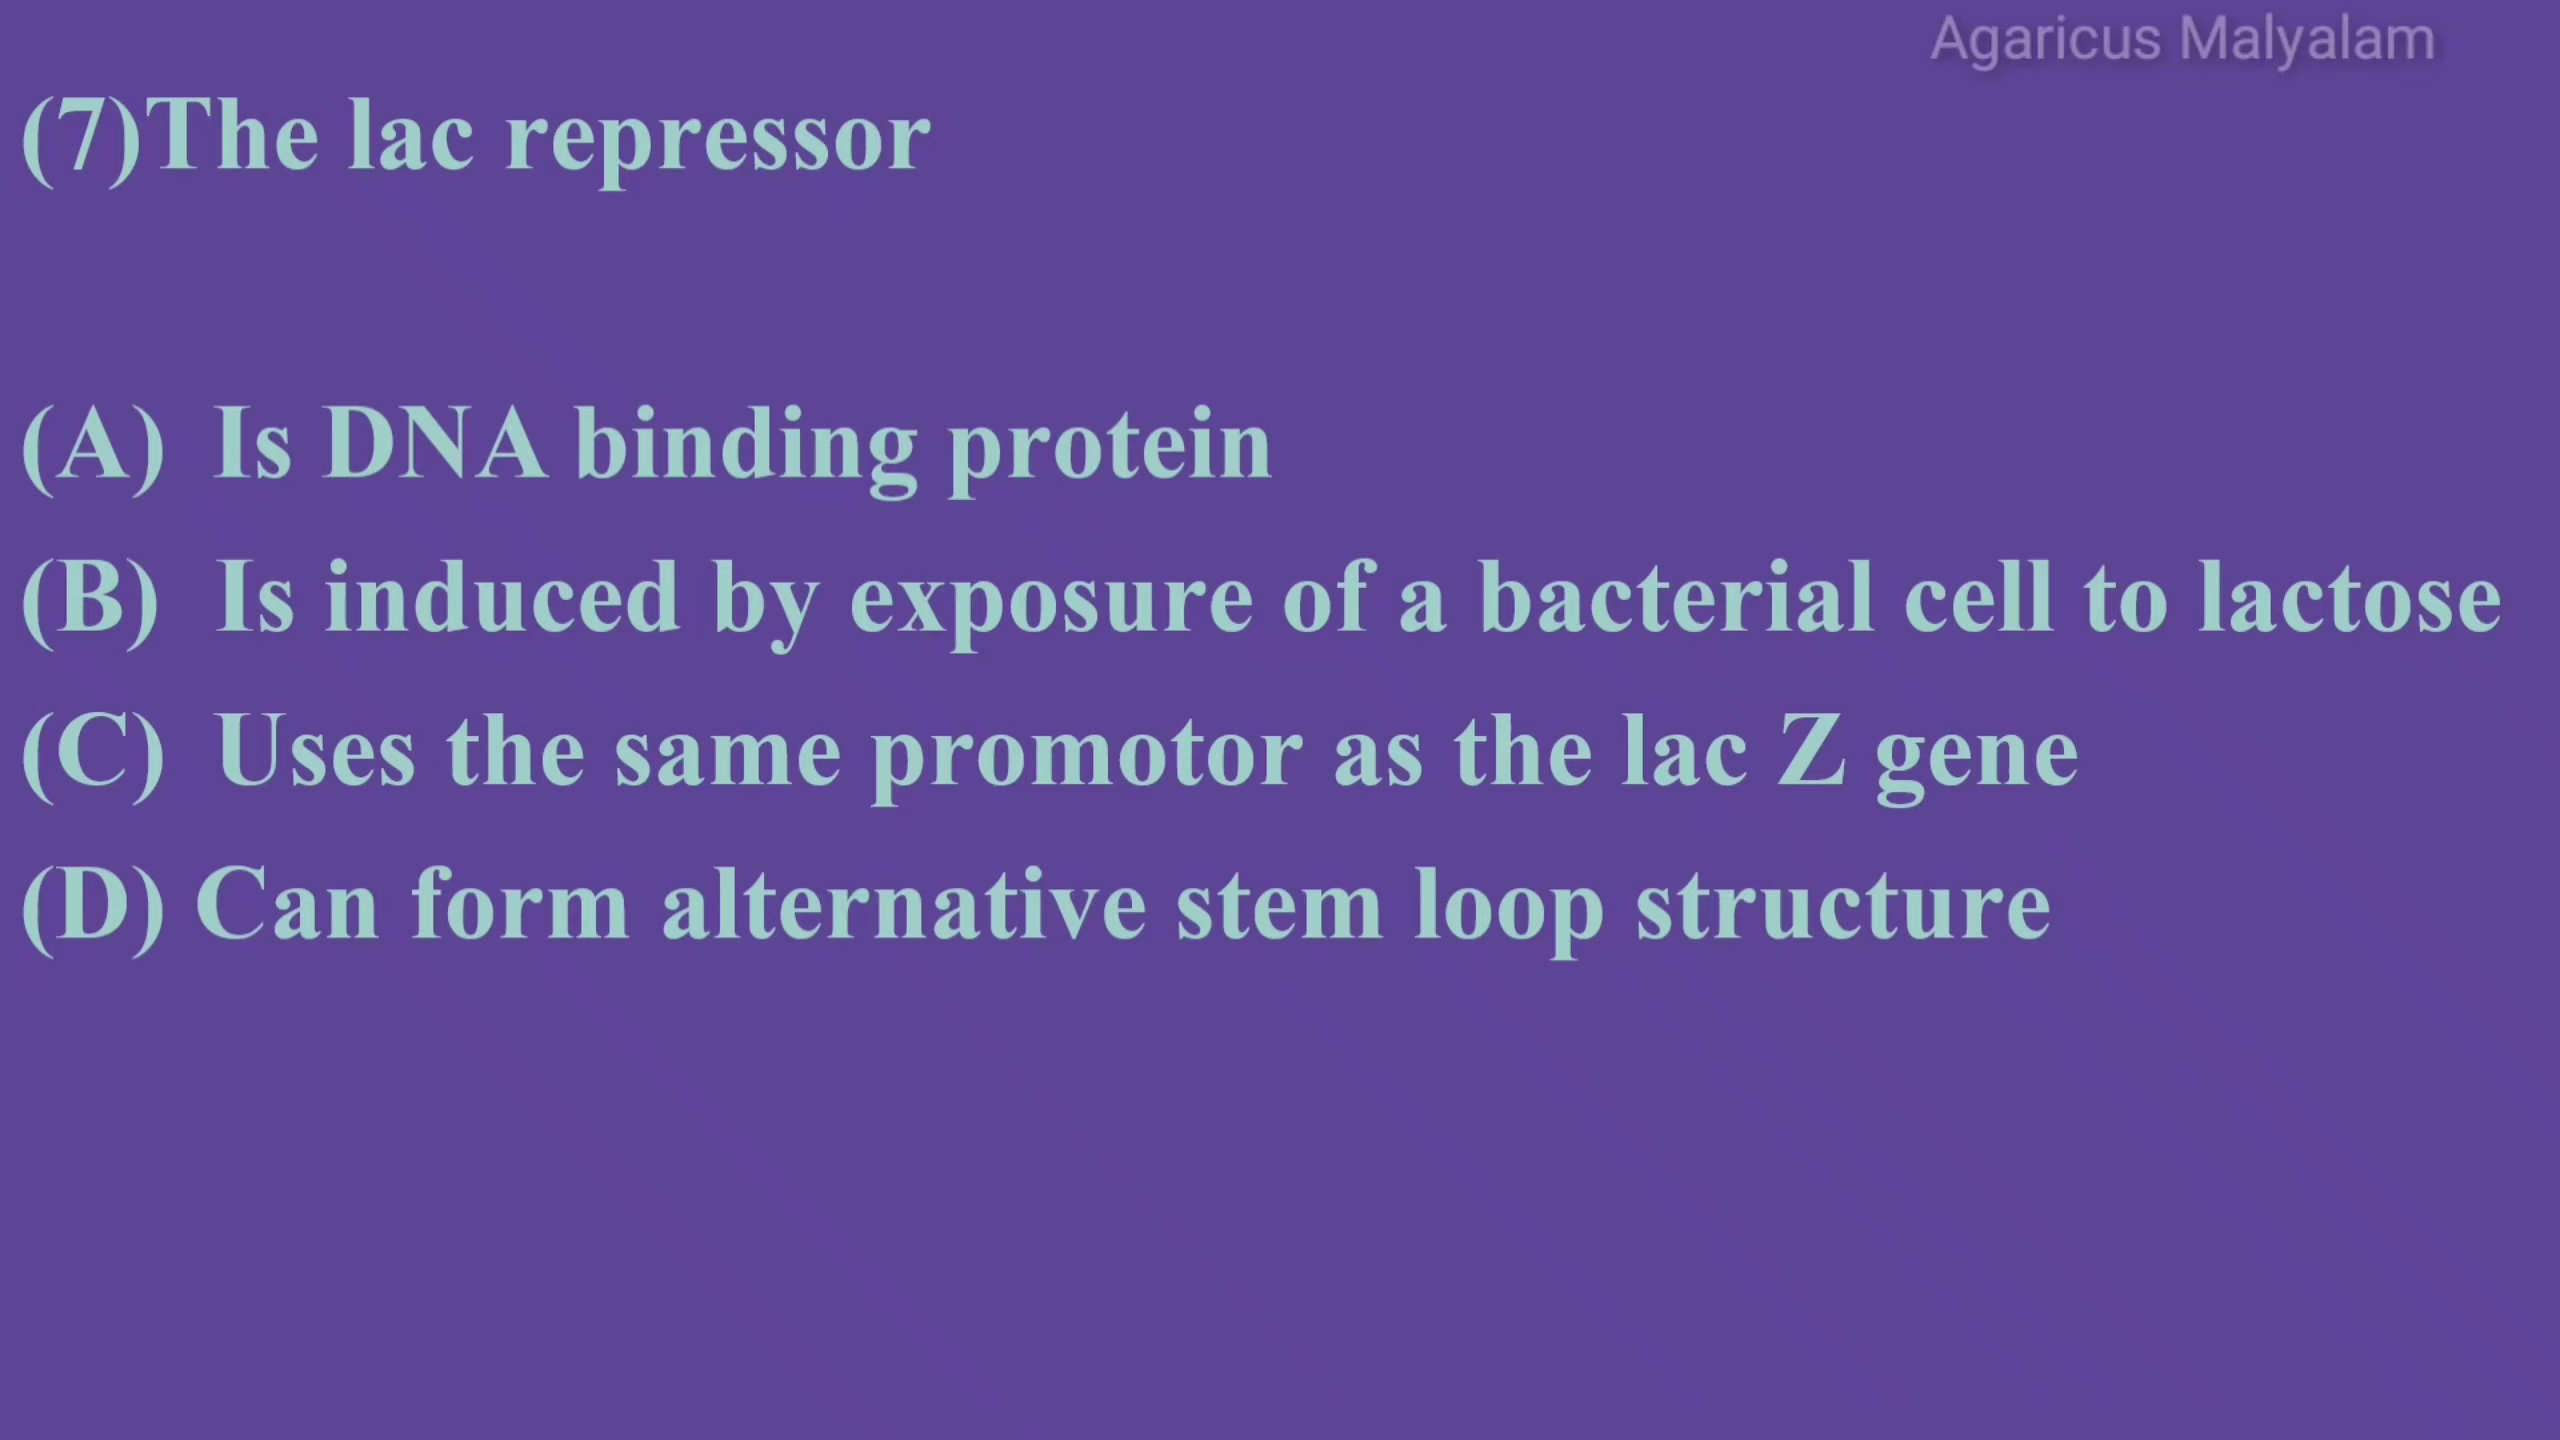 Agaricus Malyalam
(7)The lac repressor
(A) Is DNA binding protein
(B) Is induced by exposure of a bacterial cell to lactose
(C) Uses the same promotor as the lac Z gene
(D) Can form alternative stem loop structure